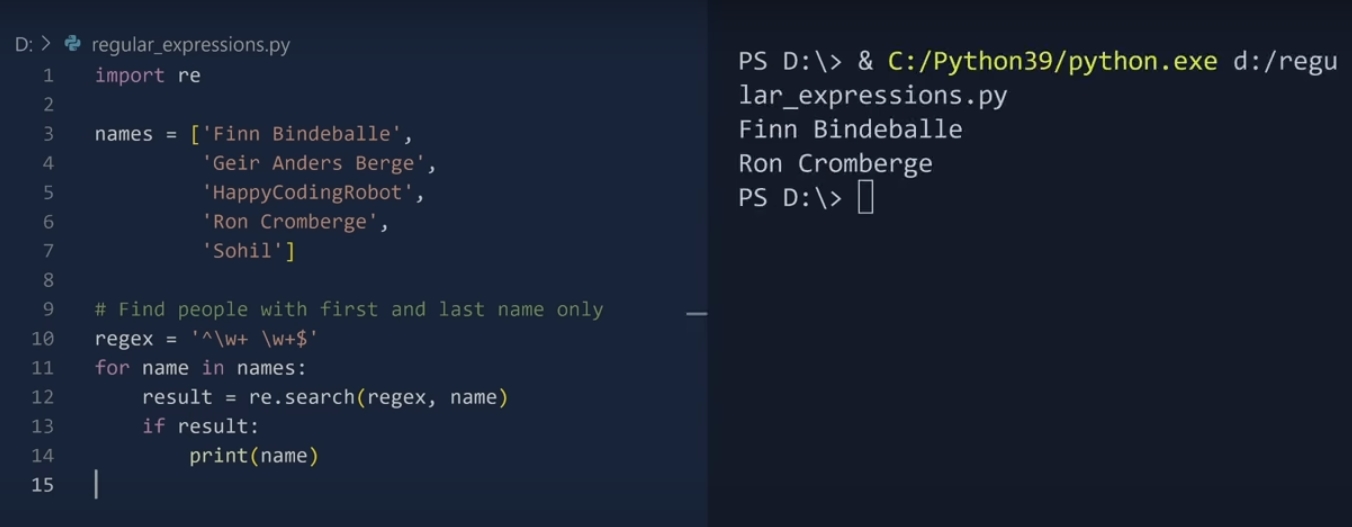 D: > regular_expressions.py
1 import re
2
3 names = ['Finn Bindeballe',
4          'Geir Anders Berge',
5          'HappyCodingRobot',
6          'Ron Cromberge',
7          'Sohil']
8
9 # Find people with first and last name only
10 regex = '^\w+ \w+$'
11 for name in names:
12     result = re.search(regex, name)
13     if result:
14         print(name)
15
PS D:\> & C:/Python39/python.exe d:/regu
lar_expressions.py
Finn Bindeballe
Ron Cromberge
PS D:\>